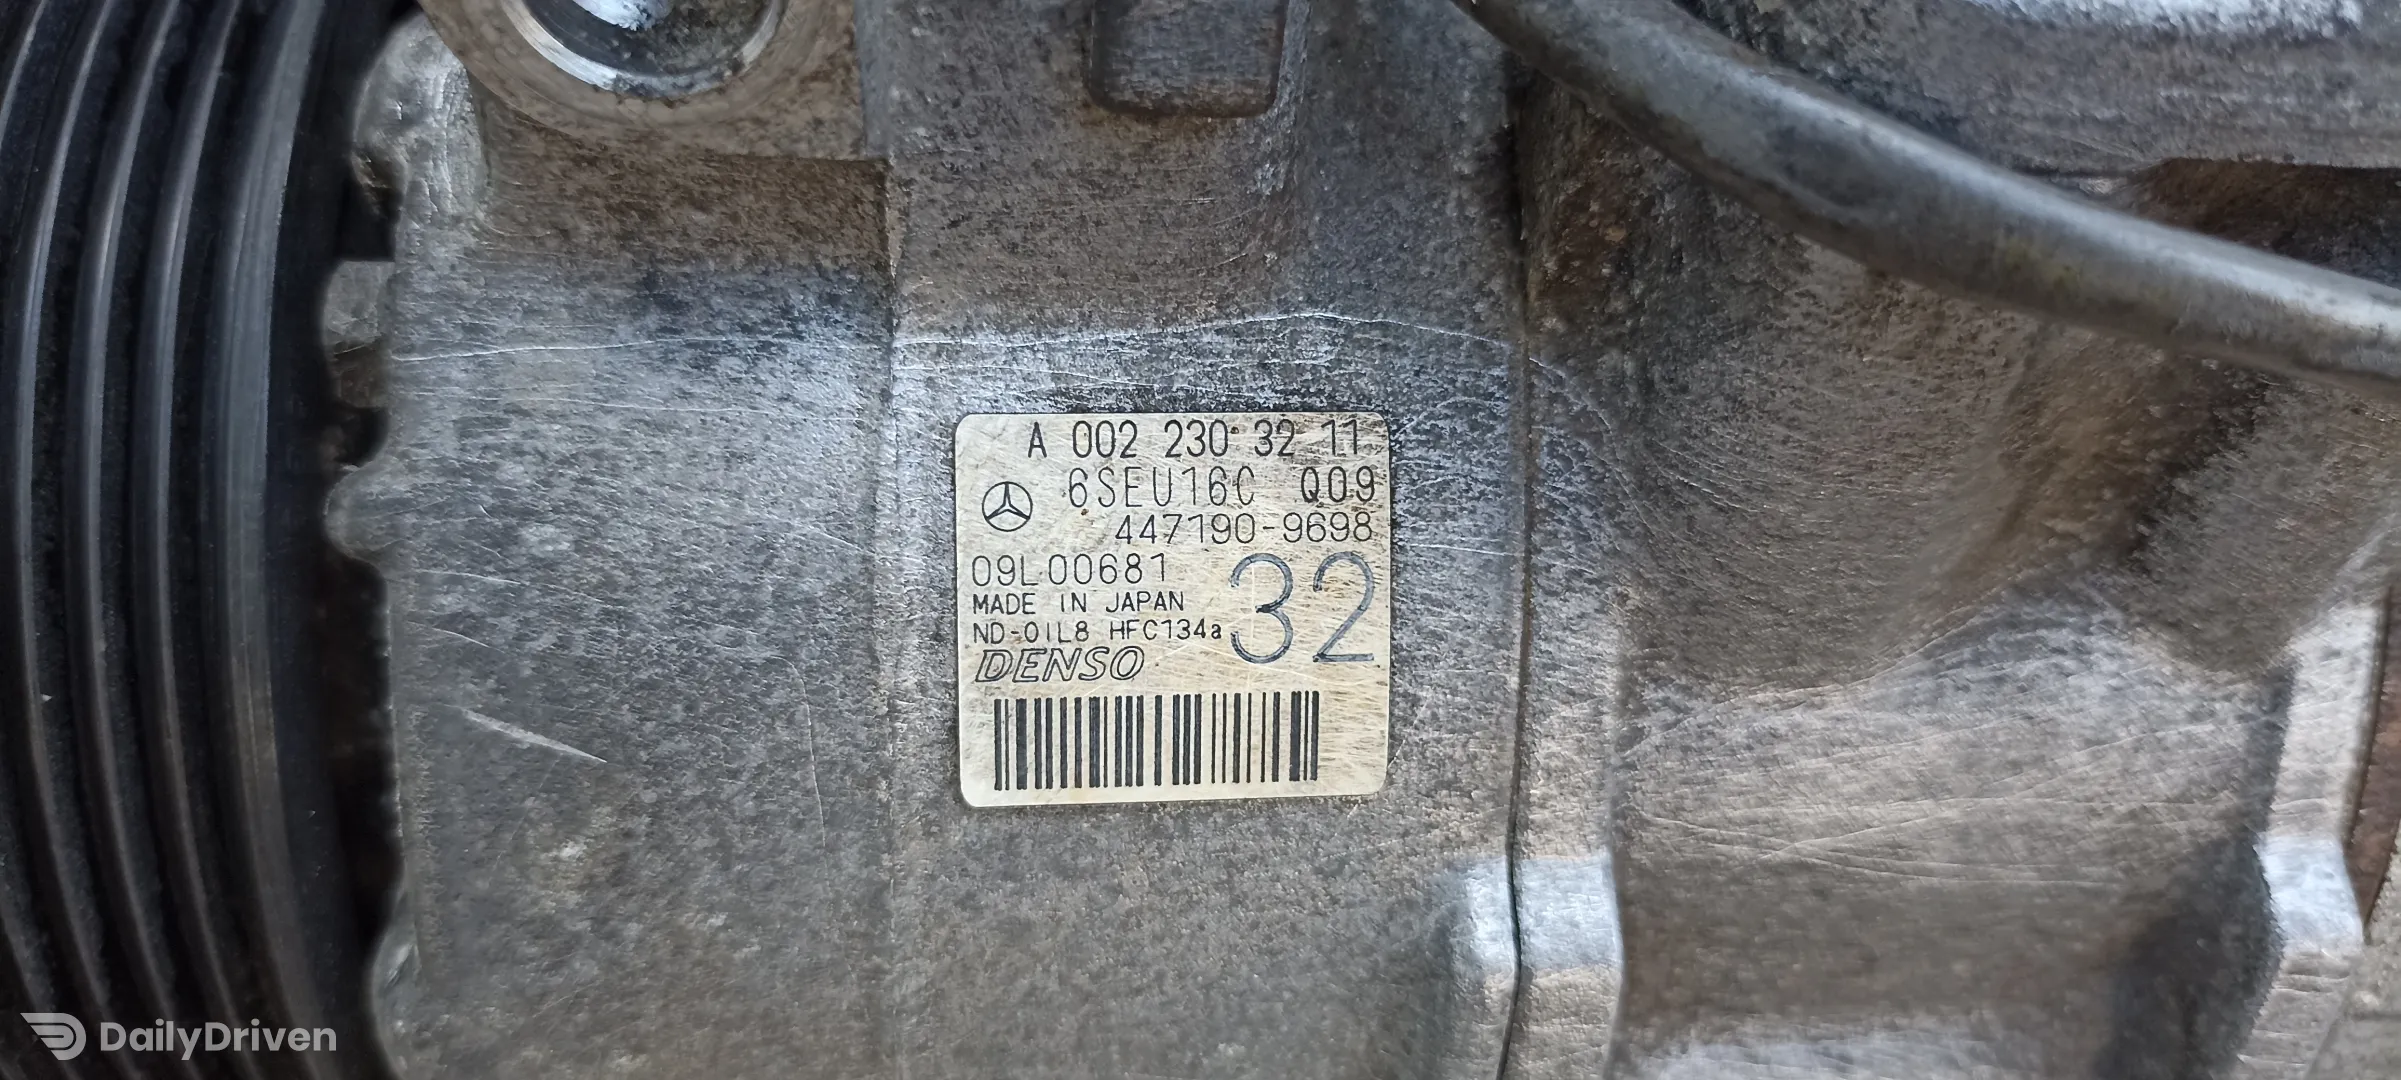 A 002 230 32 11
6SEU16C Q09
447190-9698
09L00681
32
MADE IN JAPAN
ND-OIL8 HFC134a
DENSO
DailyDriven